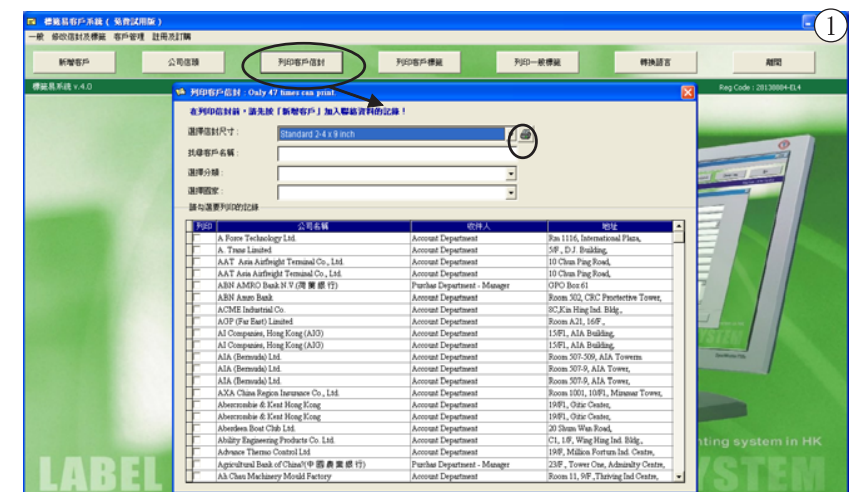 標籤易客戶系統 ( 免費試用版 )
1
一般 修改信封及標籤 客戶管理 註冊及訂購
新增客戶 公司信頭 列印客戶信封 列印客戶標籤 列印一般標籤 轉換語言 離開
標籤易系統 v.4.0 Reg Code : 20138084-EL4
列印客戶信封 : Only 47 times can print
在列印信封前，請先按「新增客戶」加入聯絡資料的記錄！
選擇信封尺寸 : Standard 2-4 x 9 inch
找尋客戶名稱 :
選擇分類 :
選擇國家 :
請勾選要列印的記錄
列印 公司名稱 收件人 地址
A Force Technology Ltd. Account Department Rm 1116, International Plaza,
A. Trans Limited Account Department 5/F., D.J. Building,
AAT Asia Airfreight Terminal Co., Ltd. Account Department 10 Chun Ping Road,
AAT Asia Airfreight Terminal Co., Ltd. Account Department 10 Chun Ping Road,
ABN AMRO Bank N.V.(荷蘭銀行) Purchas Department - Manager GPO Box 61
ABN Amro Bank Account Department Room 502, CRC Proctective Tower,
ACME Industrial Co. Account Department 8C,Kin Hing Ind. Bldg.,
AGP (Far East) Limited Account Department Room A21, 16/F.,
AI Companies, Hong Kong (AIG) Account Department 15/F1., AIA Building,
AI Companies, Hong Kong (AIG) Account Department 15/F1., AIA Building,
AIA (Bermuda) Ltd. Account Department Room 507-509, AIA Towerm
AIA (Bermuda) Ltd. Account Department Room 507-9, AIA Tower,
AIA (Bermuda) Ltd. Account Department Room 507-9, AIA Tower,
AXA China Region Insurance Co., Ltd. Account Department Room 1001, 10/F1., Miramar Tower,
Abercrombie & Kent Hong Kong Account Department 19/F1., Gitic Center,
Abercrombie & Kent Hong Kong Account Department 19/F1., Gitic Center,
Aberdeen Boat Club Ltd. Account Department 20 Shum Wan Road,
Ability Engineering Products Co. Ltd. Account Department C1, 1/F, Wing Hing Ind. Bldg.,
Advance Thermo Control Ltd Account Department 19/F, Million Fortum Ind. Centre,
Agricultural Bank of China?(中國農業銀行) Purchas Department - Manager 23/F., Tower One, Admiralty Centre,
Ah Chau Machinery Mould Factory Account Department Room 11, 9/F.,Thriving Ind Centre,
ting system in HK
LABEL
YSTEM